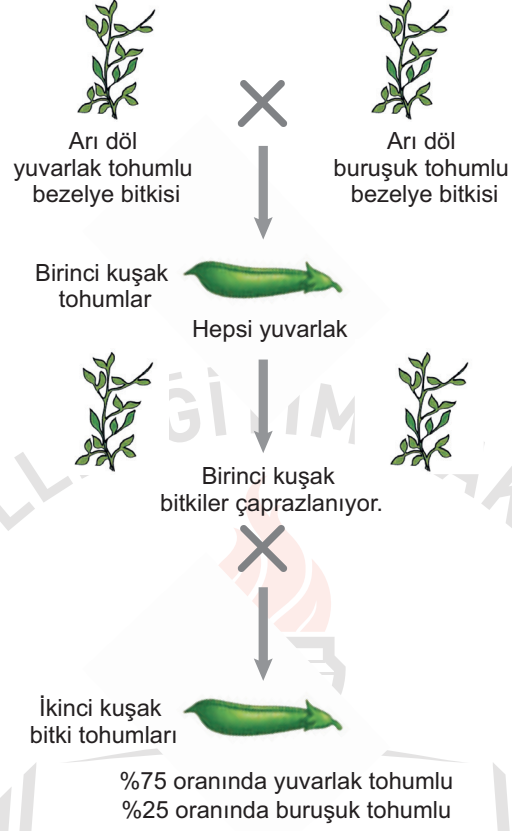 Arı döl
yuvarlak tohumlu
bezelye bitkisi
Arı döl
buruşuk tohumlu
bezelye bitkisi
Birinci kuşak
tohumlar
Hepsi yuvarlak
Birinci kuşak
bitkiler çaprazlanıyor.
İkinci kuşak
bitki tohumları
%75 oranında yuvarlak tohumlu
%25 oranında buruşuk tohumlu